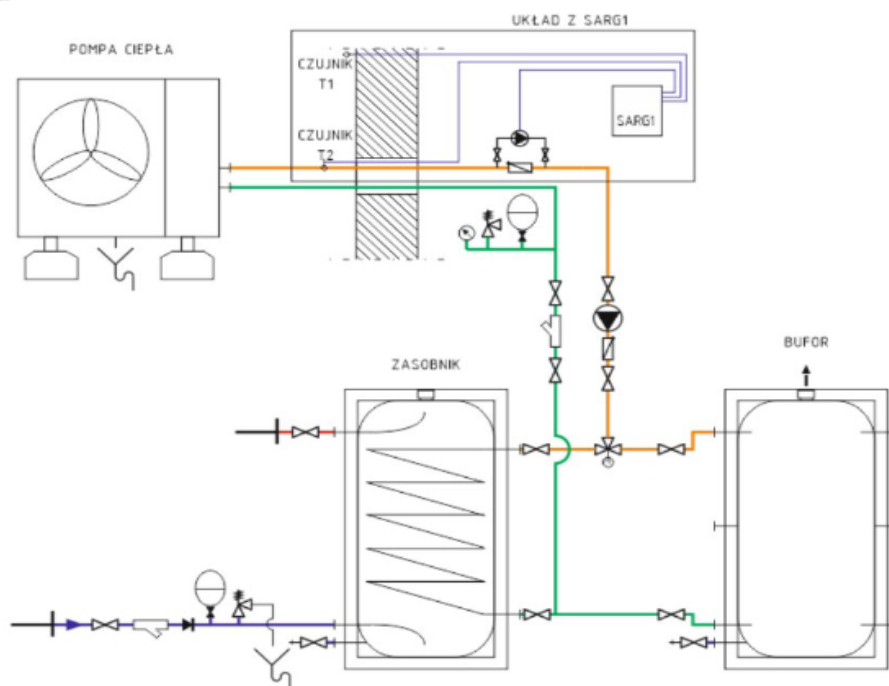 UKŁAD Z SARG1
POMPA CIEPŁA
CZUJNIK
T1
SARG1
CZUJNIK
T2
BUFOR
ZASOBNIK